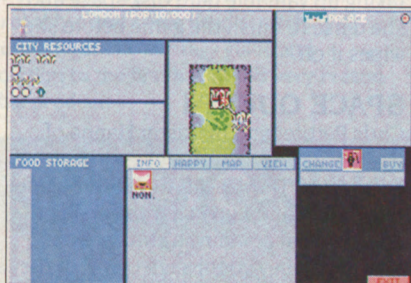 LONDON (POP:10,000)
PALACE
CITY RESOURCES
FOOD STORAGE
INFO HAPPY MAP VIEW
CHANGE BUY
NON.
EXIT